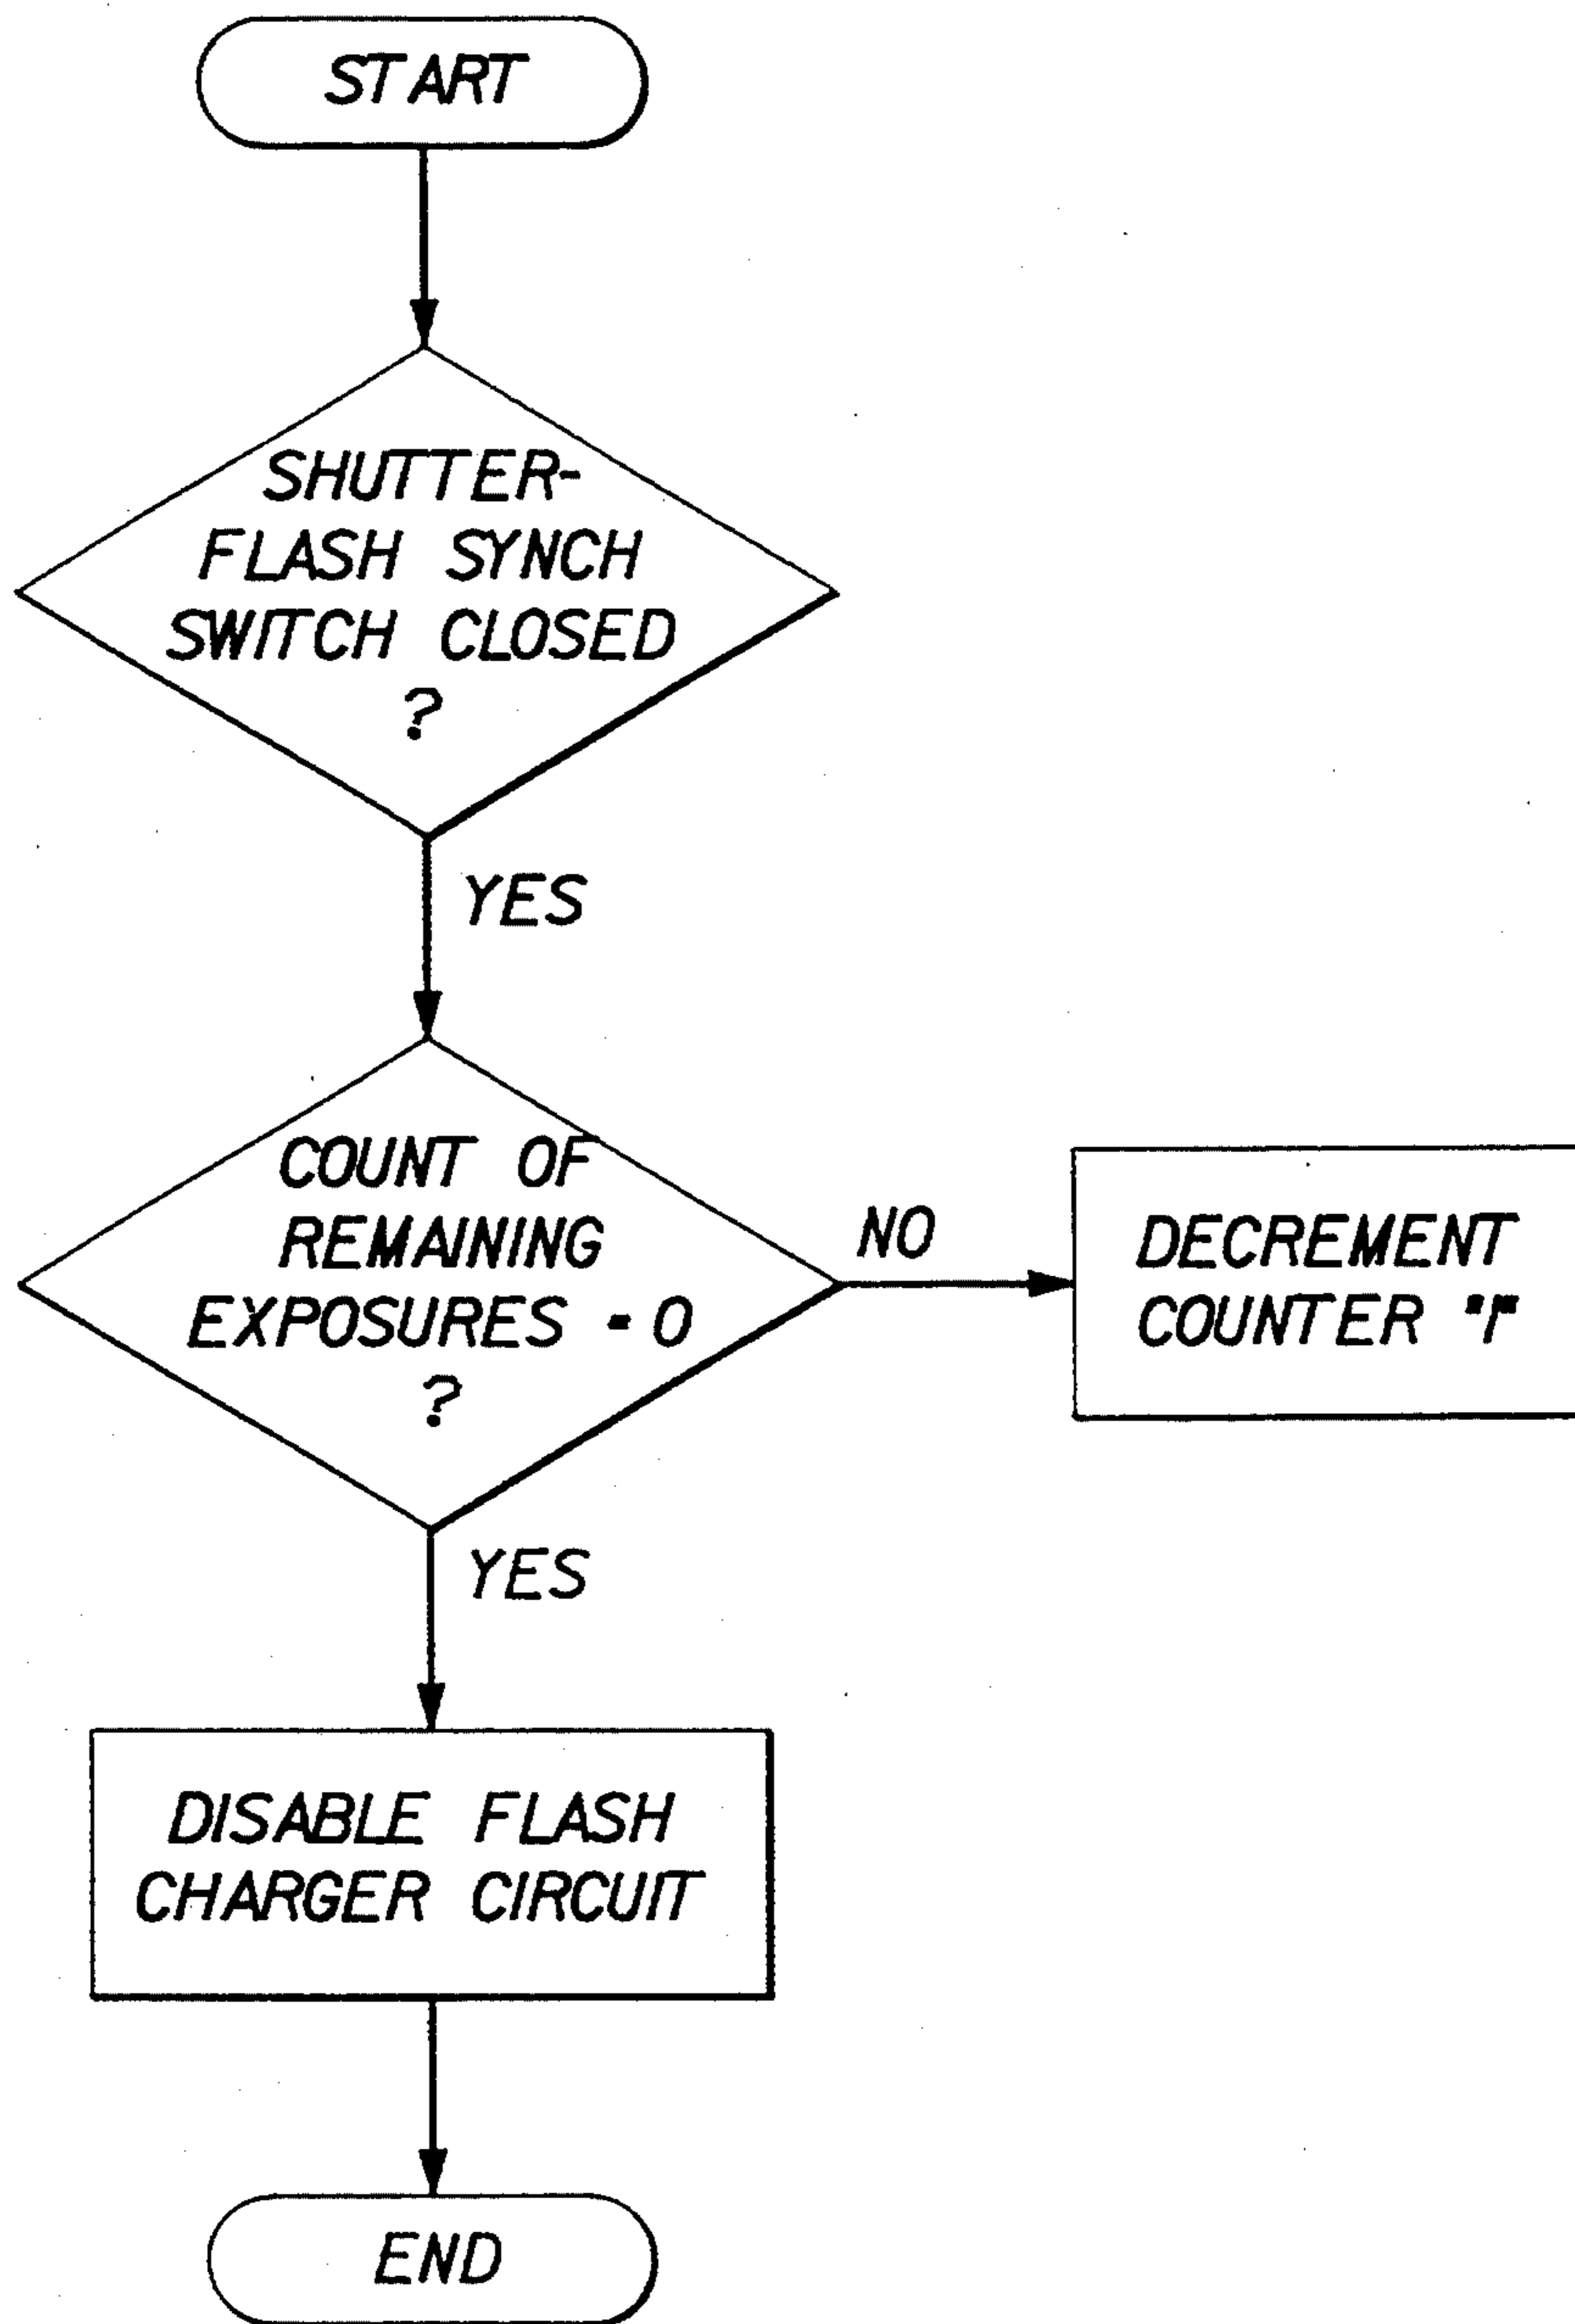 START
SHUTTER-
FLASH SYNCH
SWITCH CLOSED
?
YES
COUNT OF
REMAINING
EXPOSURES = 0
?
NO
DECREMENT
COUNTER "1"
YES
DISABLE FLASH
CHARGER CIRCUIT
END